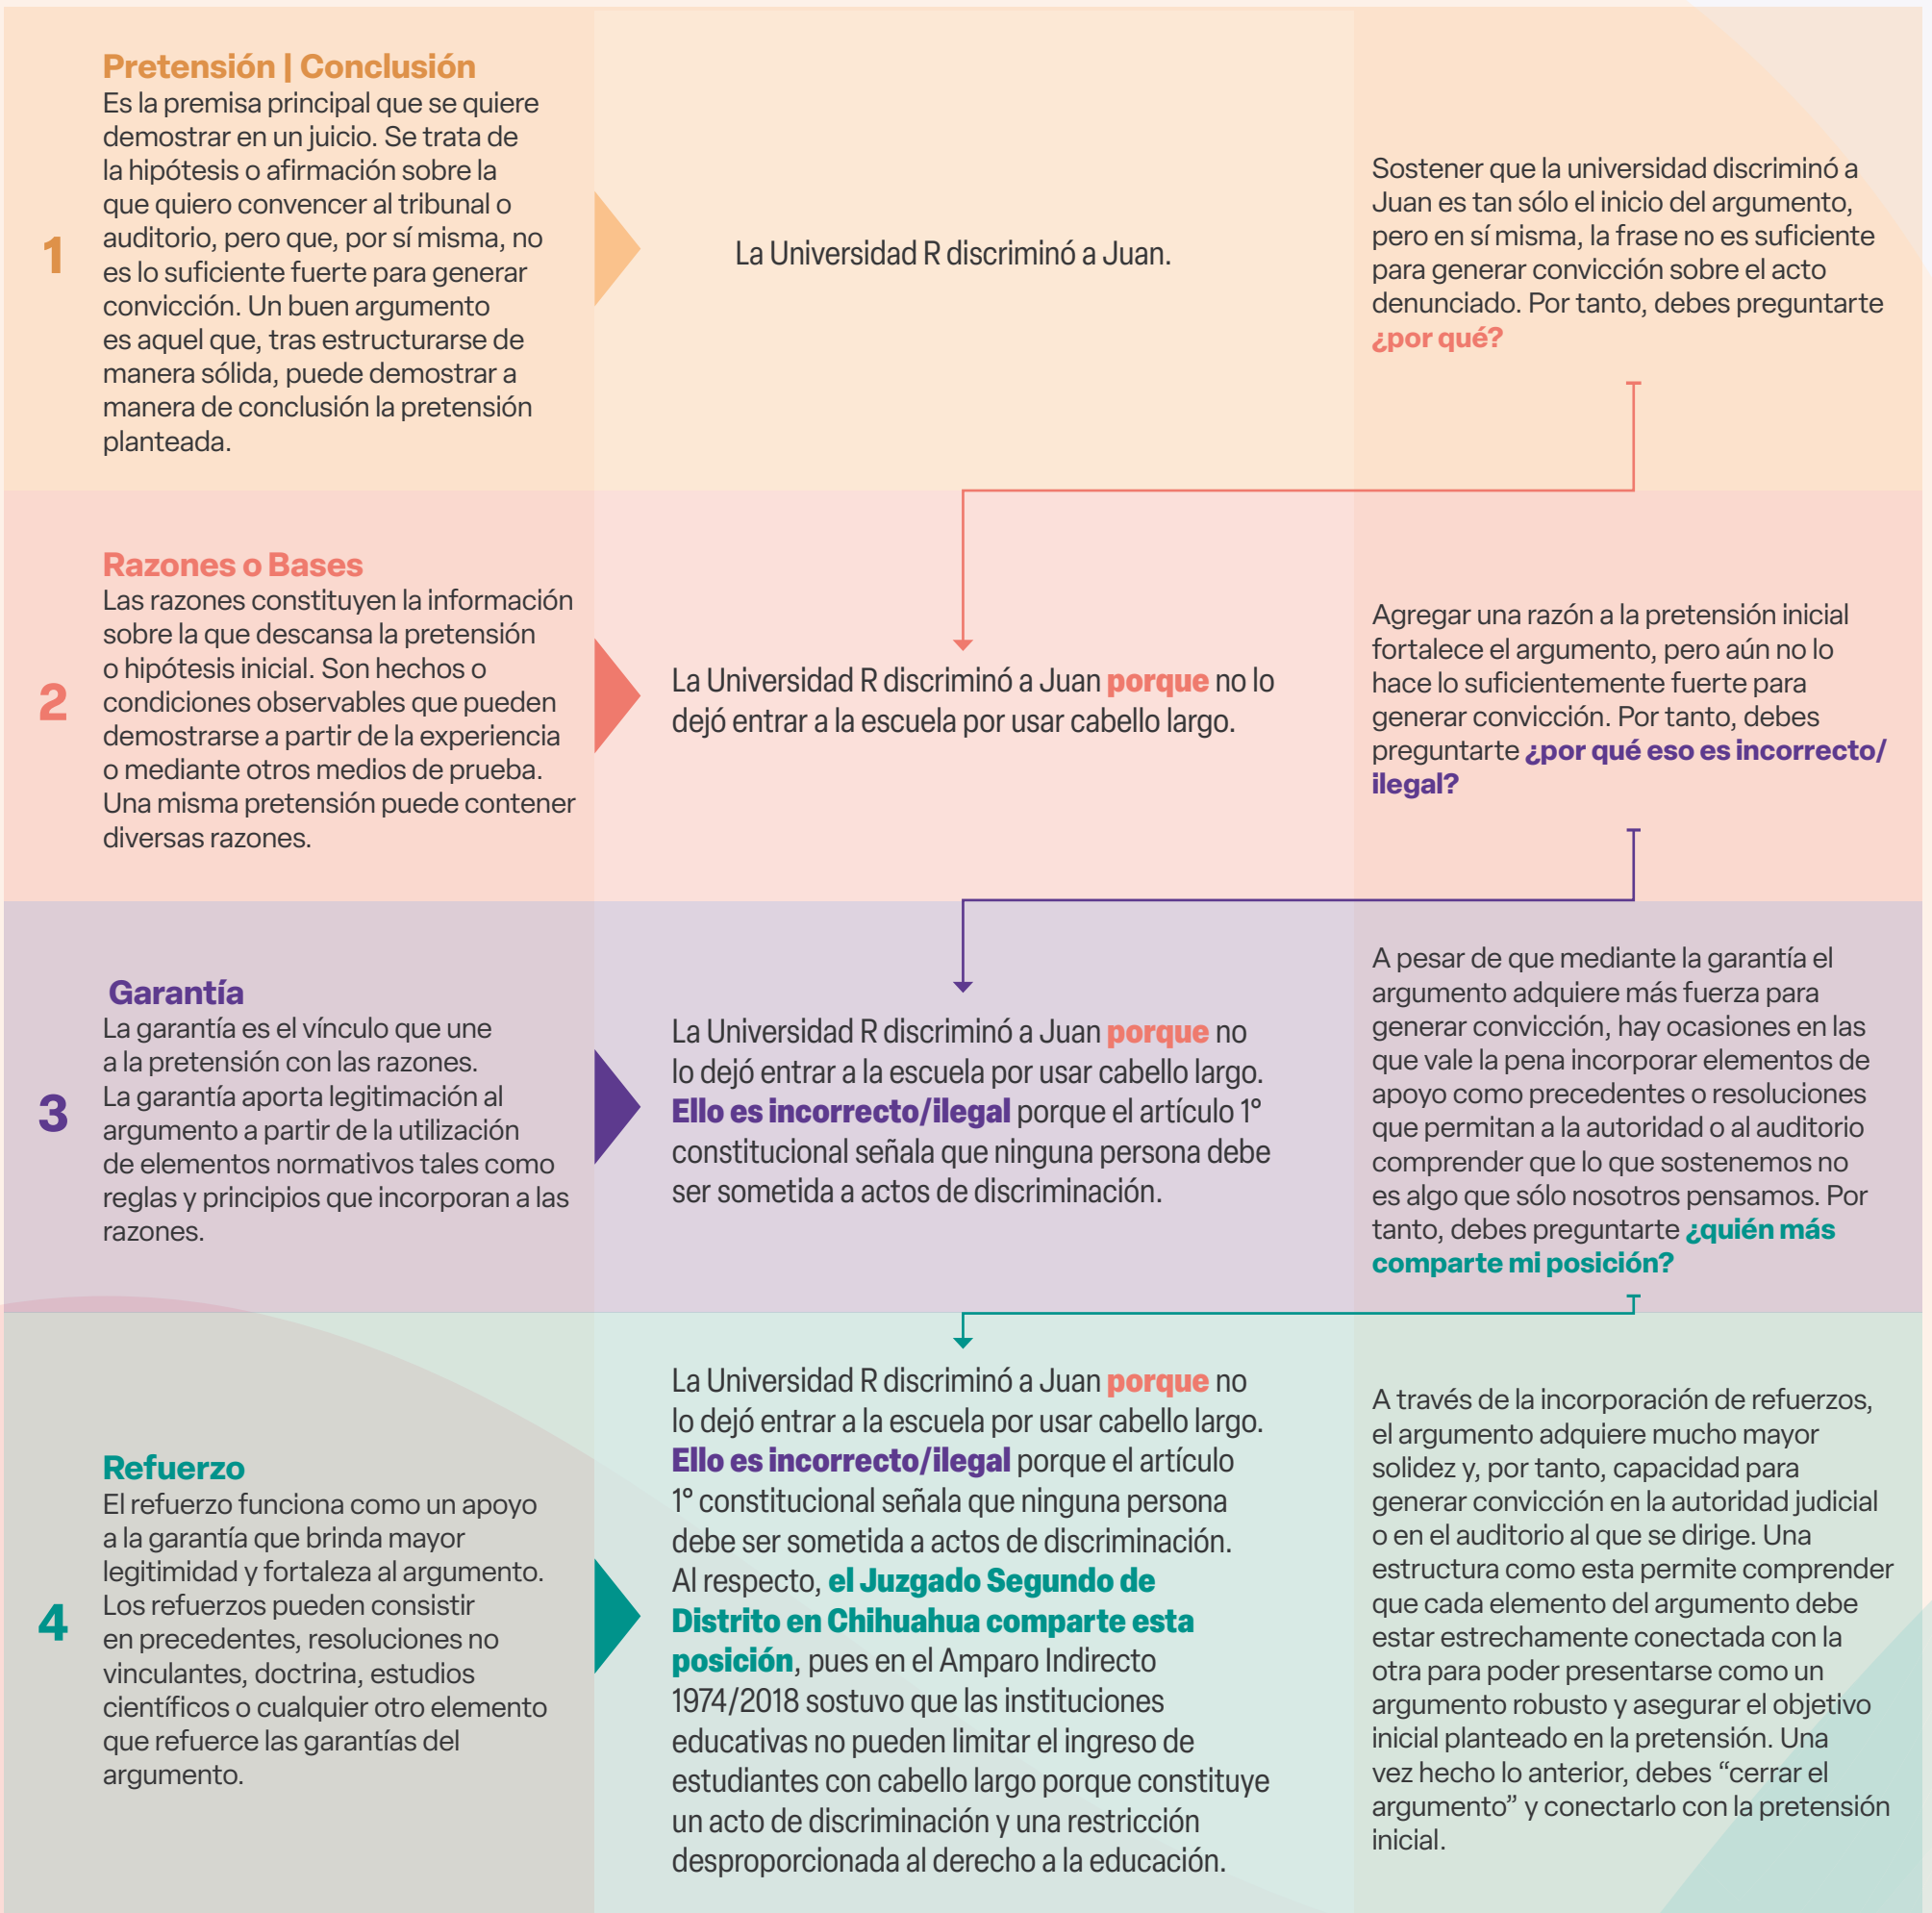 Pretensión | Conclusión
Es la premisa principal que se quiere
demostrar en un juicio. Se trata de
la hipótesis o afirmación sobre la
que quiero convencer al tribunal o
auditorio, pero que, por sí misma, no
es lo suficiente fuerte para generar
convicción. Un buen argumento
es aquel que, tras estructurarse de
manera sólida, puede demostrar a
manera de conclusión la pretensión
planteada.
1
La Universidad R discriminó a Juan.
Sostener que la universidad discriminó a
Juan es tan sólo el inicio del argumento,
pero en sí misma, la frase no es suficiente
para generar convicción sobre el acto
denunciado. Por tanto, debes preguntarte
¿por qué?
Razones o Bases
Las razones constituyen la información
sobre la que descansa la pretensión
o hipótesis inicial. Son hechos o
condiciones observables que pueden
demostrarse a partir de la experiencia
o mediante otros medios de prueba.
Una misma pretensión puede contener
diversas razones.
2
La Universidad R discriminó a Juan porque no lo
dejó entrar a la escuela por usar cabello largo.
Agregar una razón a la pretensión inicial
fortalece el argumento, pero aún no lo
hace lo suficientemente fuerte para
generar convicción. Por tanto, debes
preguntarte ¿por qué eso es incorrecto/
ilegal?
Garantía
La garantía es el vínculo que une
a la pretensión con las razones.
La garantía aporta legitimación al
argumento a partir de la utilización
de elementos normativos tales como
reglas y principios que incorporan a las
razones.
3
La Universidad R discriminó a Juan porque no
lo dejó entrar a la escuela por usar cabello largo.
Ello es incorrecto/ilegal porque el artículo 1°
constitucional señala que ninguna persona debe
ser sometida a actos de discriminación.
A pesar de que mediante la garantía el
argumento adquiere más fuerza para
generar convicción, hay ocasiones en las
que vale la pena incorporar elementos de
apoyo como precedentes o resoluciones
que permitan a la autoridad o al auditorio
comprender que lo que sostenemos no
es algo que sólo nosotros pensamos. Por
tanto, debes preguntarte ¿quién más
comparte mi posición?
Refuerzo
El refuerzo funciona como un apoyo
a la garantía que brinda mayor
legitimidad y fortaleza al argumento.
Los refuerzos pueden consistir
en precedentes, resoluciones no
vinculantes, doctrina, estudios
científicos o cualquier otro elemento
que refuerce las garantías del
argumento.
4
La Universidad R discriminó a Juan porque no
lo dejó entrar a la escuela por usar cabello largo.
Ello es incorrecto/ilegal porque el artículo
1° constitucional señala que ninguna persona
debe ser sometida a actos de discriminación.
Al respecto, el Juzgado Segundo de
Distrito en Chihuahua comparte esta
posición, pues en el Amparo Indirecto
1974/2018 sostuvo que las instituciones
educativas no pueden limitar el ingreso de
estudiantes con cabello largo porque constituye
un acto de discriminación y una restricción
desproporcionada al derecho a la educación.
A través de la incorporación de refuerzos,
el argumento adquiere mucho mayor
solidez y, por tanto, capacidad para
generar convicción en la autoridad judicial
o en el auditorio al que se dirige. Una
estructura como esta permite comprender
que cada elemento del argumento debe
estar estrechamente conectada con la
otra para poder presentarse como un
argumento robusto y asegurar el objetivo
inicial planteado en la pretensión. Una
vez hecho lo anterior, debes “cerrar el
argumento” y conectarlo con la pretensión
inicial.